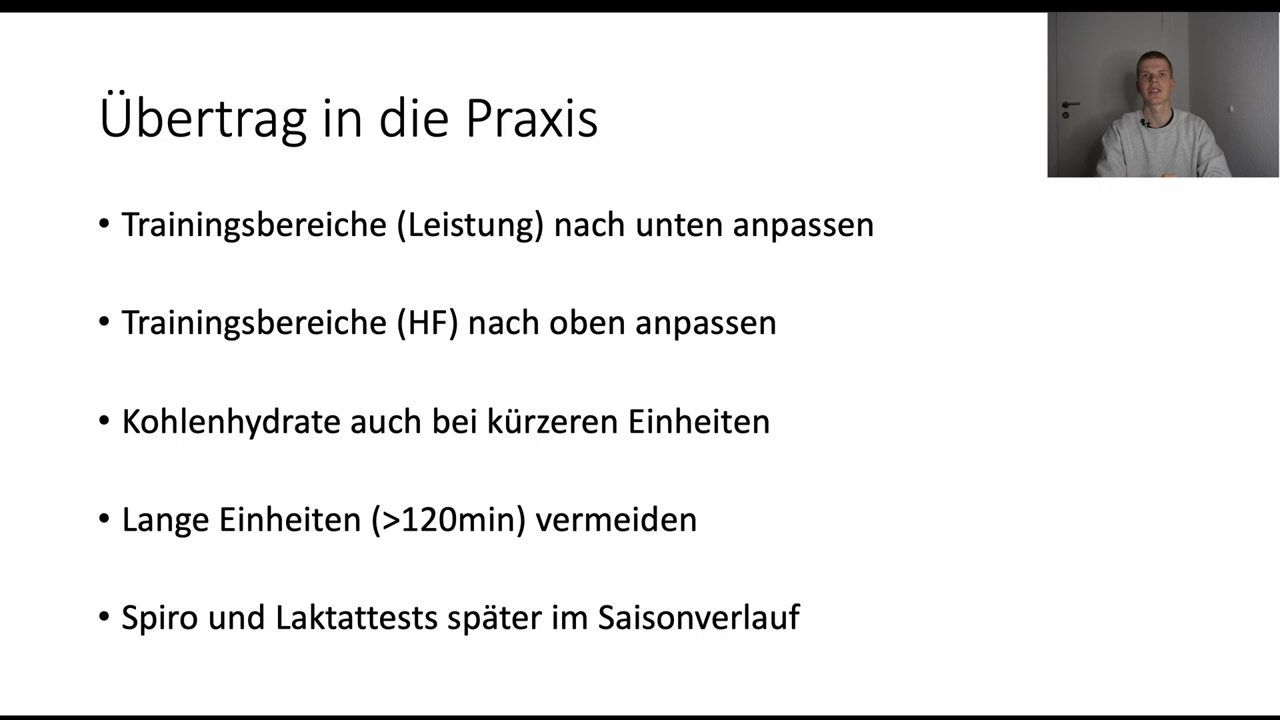 Übertrag in die Praxis
• Trainingsbereiche (Leistung) nach unten anpassen
• Trainingsbereiche (HF) nach oben anpassen
• Kohlenhydrate auch bei kürzeren Einheiten
• Lange Einheiten (>120min) vermeiden
• Spiro und Laktattests später im Saisonverlauf